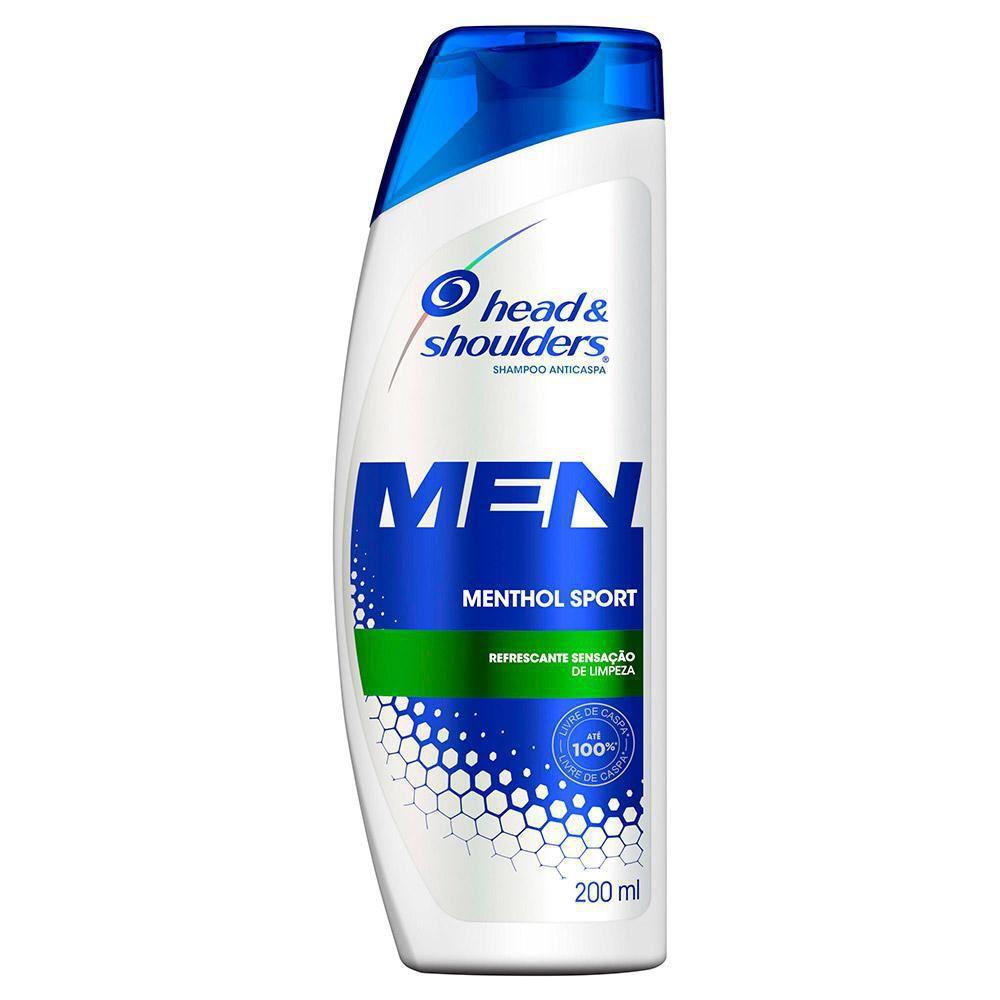 head &
shoulders®
SHAMPOO ANTICASPA
MEN
MENTHOL SPORT
REFRESCANTE SENSAÇÃO
DE LIMPEZA
LIVRE DE CASPA*
ATÉ
100%*
LIVRE DE CASPA*
200 ml